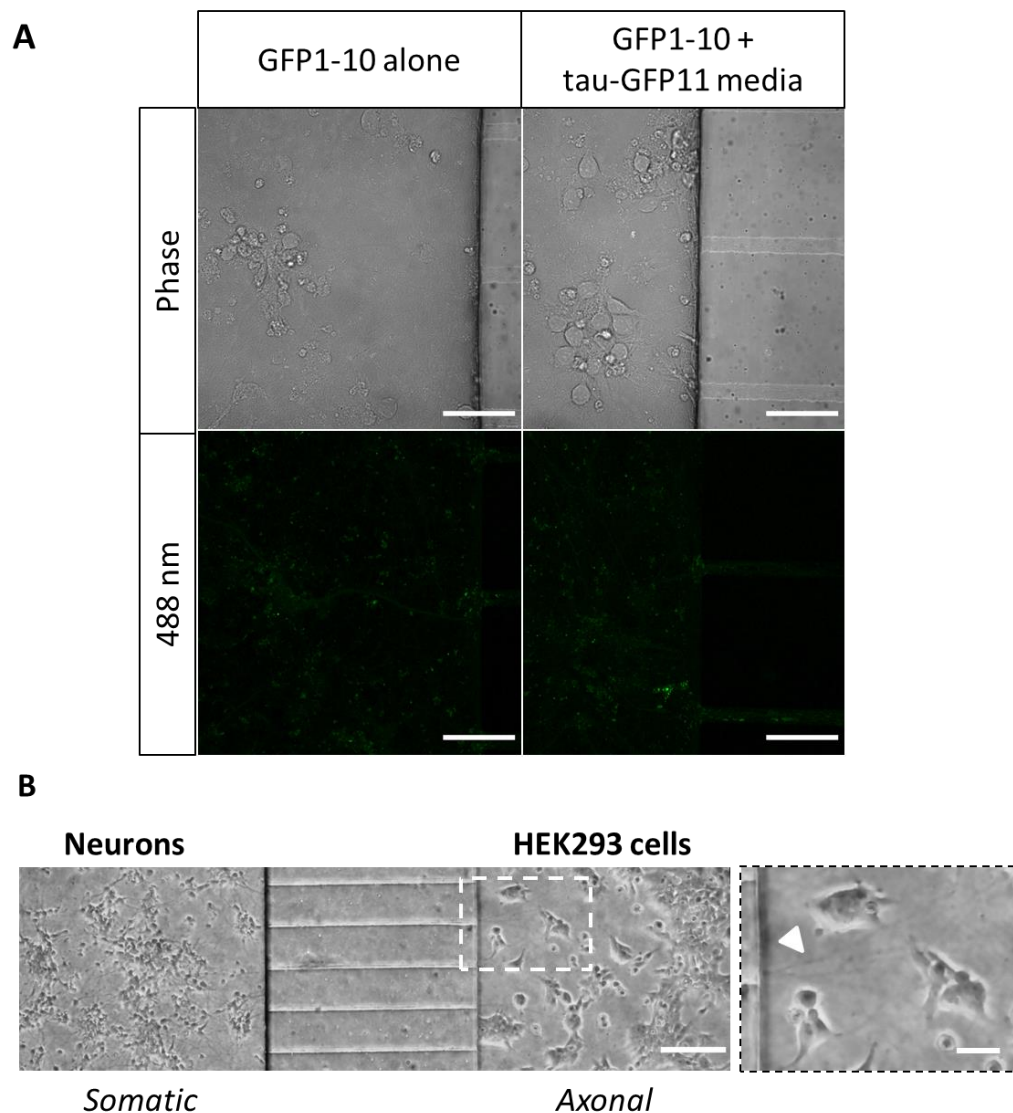 A
GFP1-10 alone
GFP1-10 +
tau-GFP11 media
Phase
488 nm
B
Neurons
HEK293 cells
Somatic
Axonal